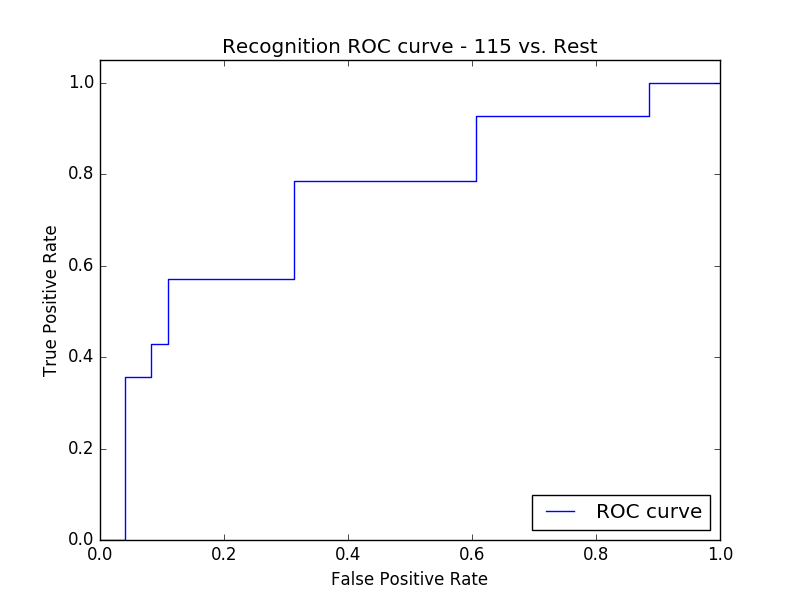 Recognition ROC curve - 115 vs. Rest
1.0
0.8
0.6
0.4
0.2
0.0
True Positive Rate
0.0 0.2 0.4 0.6 0.8 1.0
False Positive Rate
ROC curve